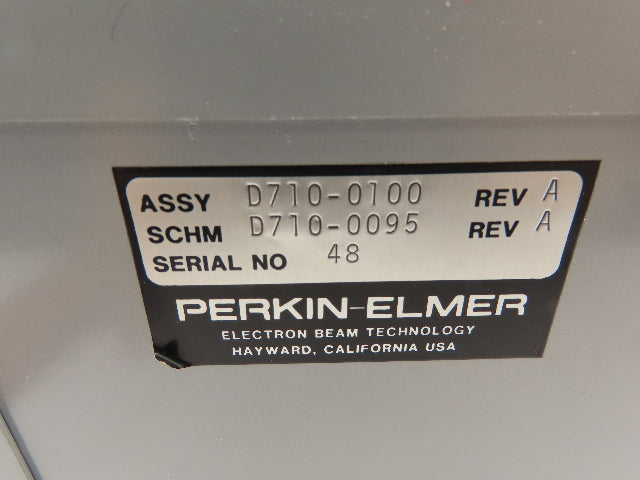 ASSY D710-0100 REV A
SCHM D710-0095 REV A
SERIAL NO 48
PERKIN-ELMER
ELECTRON BEAM TECHNOLOGY
HAYWARD, CALIFORNIA USA